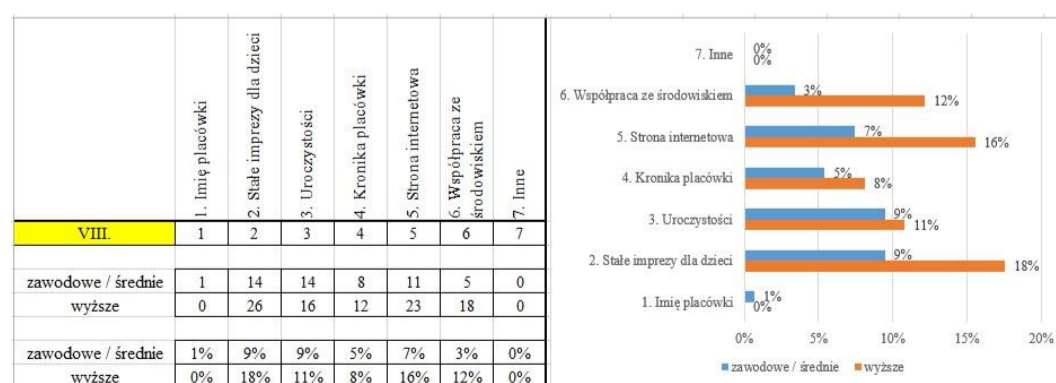 1. Imię placówki
2. Stałe imprezy dla dzieci
3. Uroczystości
4. Kronika placówki
5. Strona internetowa
6. Współpraca ze
środowiskiem
7. Inne
VIII. 1 2 3 4 5 6 7
zawodowe / średnie 1 14 14 8 11 5 0
wyższe 0 26 16 12 23 18 0
zawodowe / średnie 1% 9% 9% 5% 7% 3% 0%
wyższe 0% 18% 11% 8% 16% 12% 0%
7. Inne 0%
0%
6. Współpraca ze środowiskiem 3%
12%
5. Strona internetowa 7%
16%
4. Kronika placówki 5%
8%
3. Uroczystości 9%
11%
2. Stałe imprezy dla dzieci 9%
18%
1. Imię placówki 1%
0%
0% 5% 10% 15% 20%
zawodowe / średnie wyższe